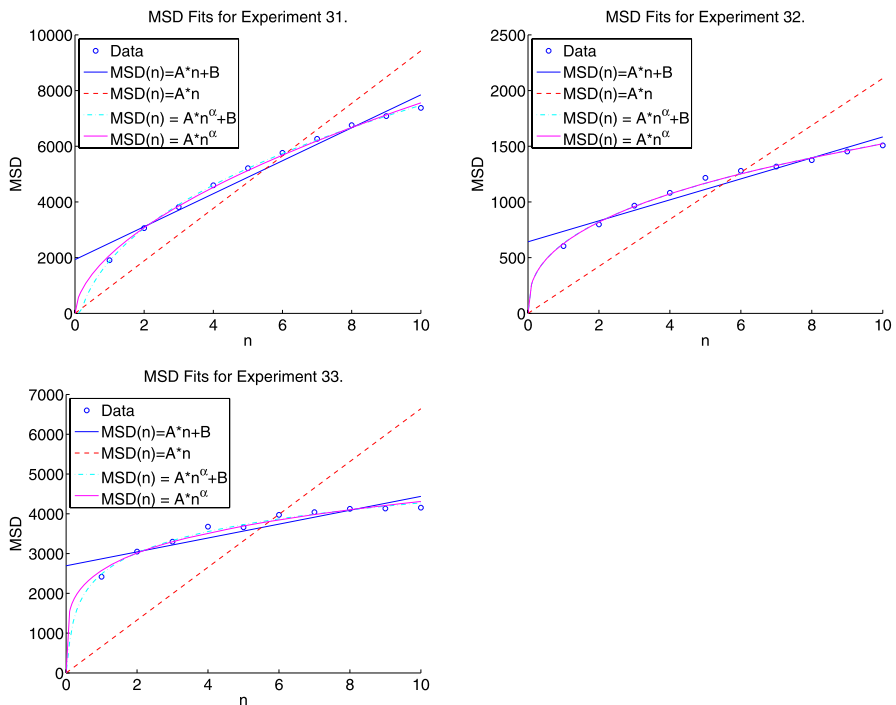 MSD Fits for Experiment 31.
10000
8000
6000
4000
2000
0
MSD
Data
MSD(n)=A*n+B
MSD(n)=A*n
MSD(n) = A*n^α+B
MSD(n) = A*n^α
0 2 4 6 8 10
n
MSD Fits for Experiment 32.
2500
2000
1500
1000
500
0
MSD
Data
MSD(n)=A*n+B
MSD(n)=A*n
MSD(n) = A*n^α+B
MSD(n) = A*n^α
0 2 4 6 8 10
n
MSD Fits for Experiment 33.
7000
6000
5000
4000
3000
2000
1000
0
MSD
Data
MSD(n)=A*n+B
MSD(n)=A*n
MSD(n) = A*n^α+B
MSD(n) = A*n^α
0 2 4 6 8 10
n